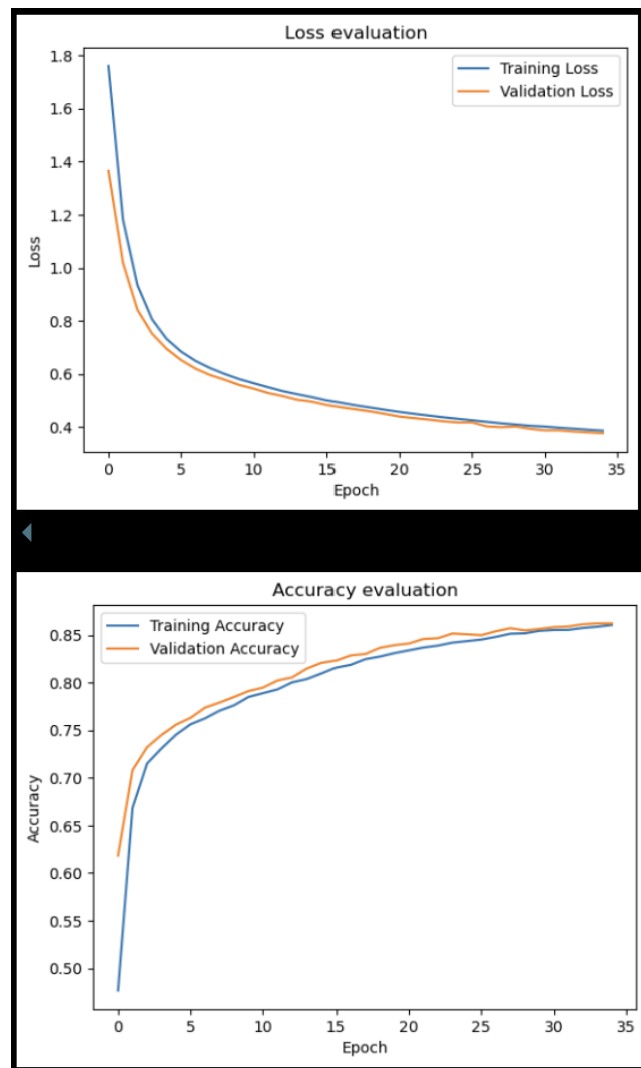 Loss evaluation
Training Loss
Validation Loss
1.8
1.6
1.4
1.2
1.0
0.8
0.6
0.4
Loss
0 5 10 15 20 25 30 35
Epoch
Accuracy evaluation
Training Accuracy
Validation Accuracy
0.85
0.80
0.75
0.70
0.65
0.60
0.55
0.50
Accuracy
0 5 10 15 20 25 30 35
Epoch